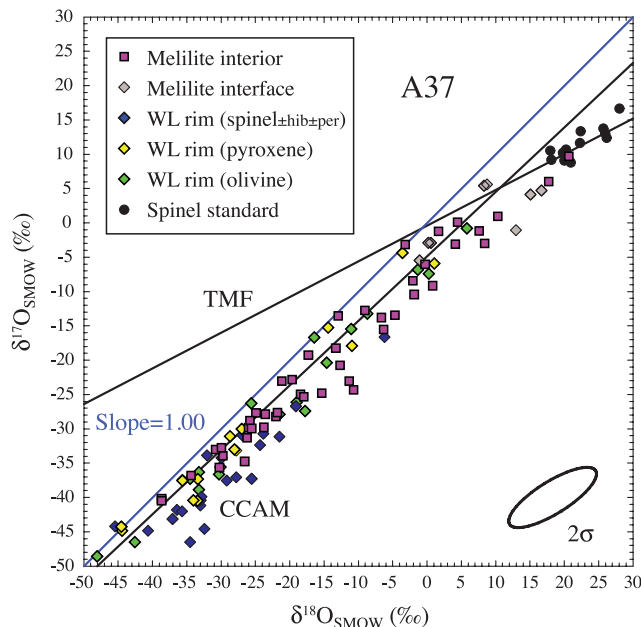 A37
Melilite interior
Melilite interface
WL rim (spinel±hib±per)
WL rim (pyroxene)
WL rim (olivine)
Spinel standard
TMF
Slope=1.00
CCAM
2σ
30
25
20
15
10
5
0
-5
-10
-15
-20
-25
-30
-35
-40
-45
-50
-50 -45 -40 -35 -30 -25 -20 -15 -10 -5 0 5 10 15 20 25 30
δ¹⁷O_SMOW (‰)
δ¹⁸O_SMOW (‰)